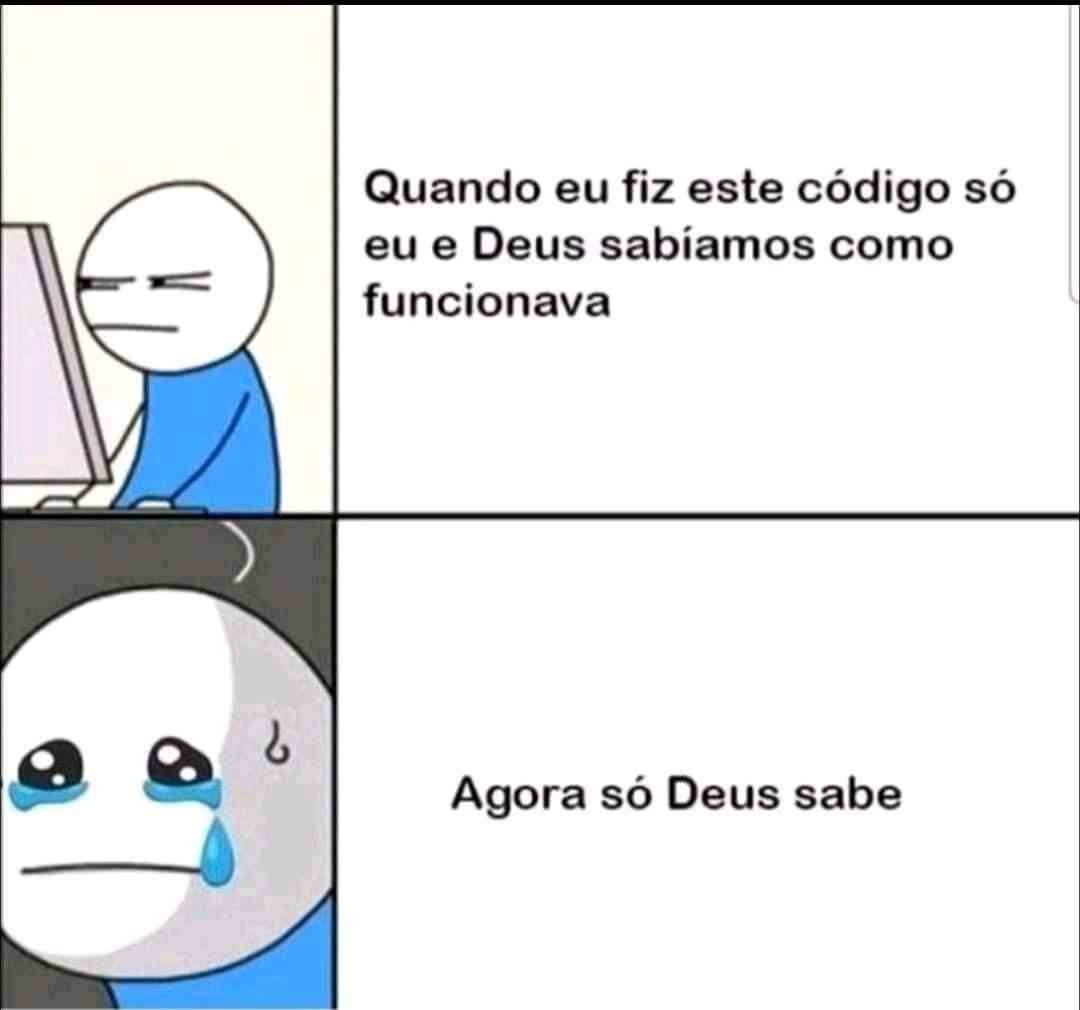 Quando eu fiz este código só
eu e Deus sabíamos como
funcionava
Agora só Deus sabe